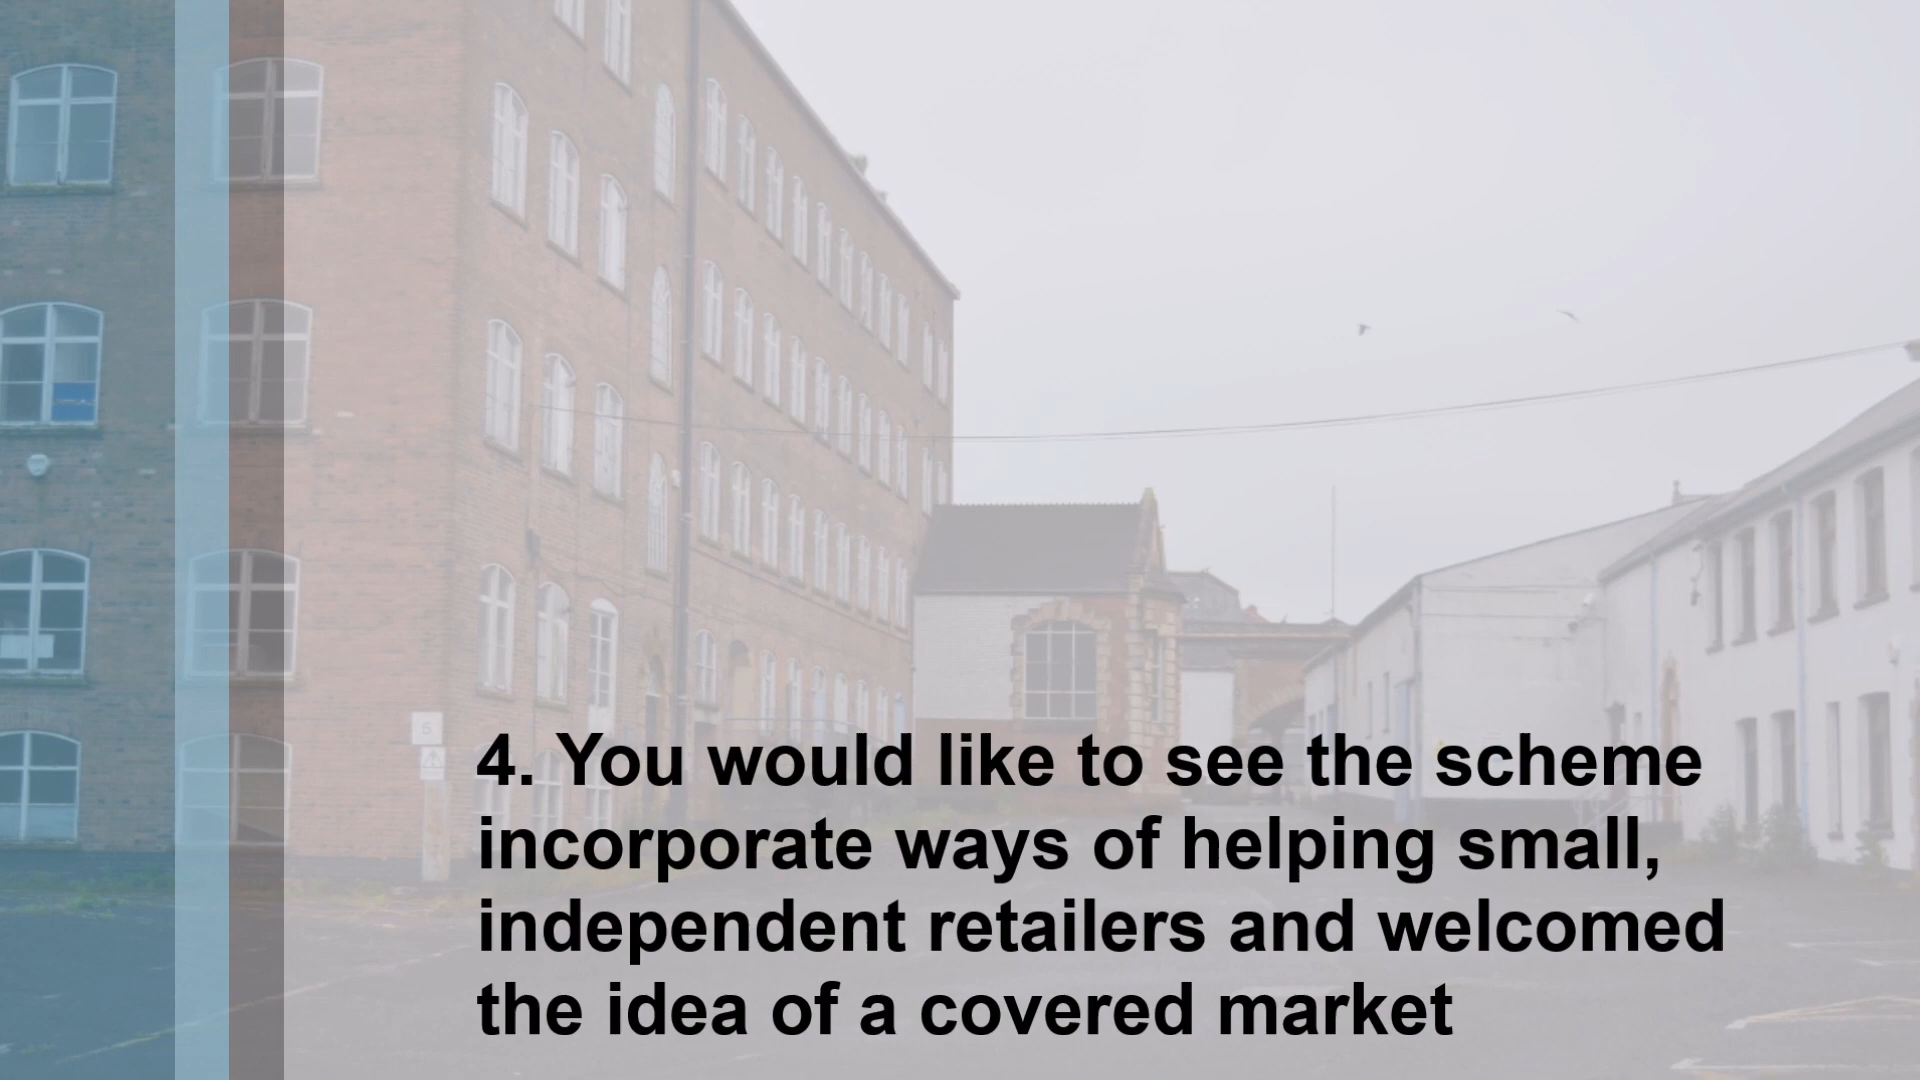 4. You would like to see the scheme
incorporate ways of helping small,
independent retailers and welcomed
the idea of a covered market
5